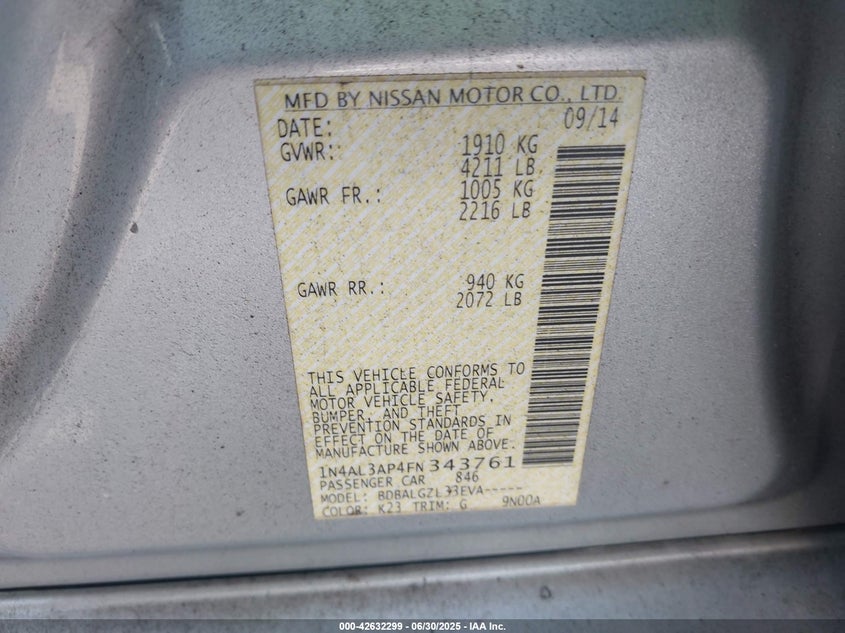 MFD BY NISSAN MOTOR CO., LTD.
DATE: 09/14
GVWR: 1910 KG
4211 LB
GAWR FR.: 1005 KG
2216 LB
GAWR RR.: 940 KG
2072 LB
THIS VEHICLE CONFORMS TO
ALL APPLICABLE FEDERAL
MOTOR VEHICLE SAFETY,
BUMPER, AND THEFT
PREVENTION STANDARDS IN
EFFECT ON THE DATE OF
MANUFACTURE SHOWN ABOVE.
1N4AL3AP4FN343761
PASSENGER CAR 846
MODEL: BDBALGZL33EVA-----
COLOR: K23 TRIM: G 9N00A
000-42632299 - 06/30/2025 - IAA Inc.